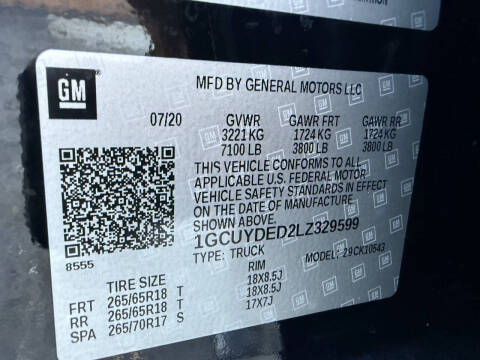 GM
MFD BY GENERAL MOTORS LLC
07/20 GVWR GAWR FRT GAWR RR
3221 KG 1724 KG 1724 KG
7100 LB 3800 LB 3800 LB
THIS VEHICLE CONFORMS TO ALL
APPLICABLE U.S. FEDERAL MOTOR
VEHICLE SAFETY STANDARDS IN EFFECT
ON THE DATE OF MANUFACTURE
SHOWN ABOVE.
1GCUYDED2LZ329599
8555
TYPE: TRUCK MODEL: 29CK10543
TIRE SIZE RIM
FRT 265/65R18 T 18X8.5J
RR 265/65R18 T 18X8.5J
SPA 265/70R17 S 17X7J